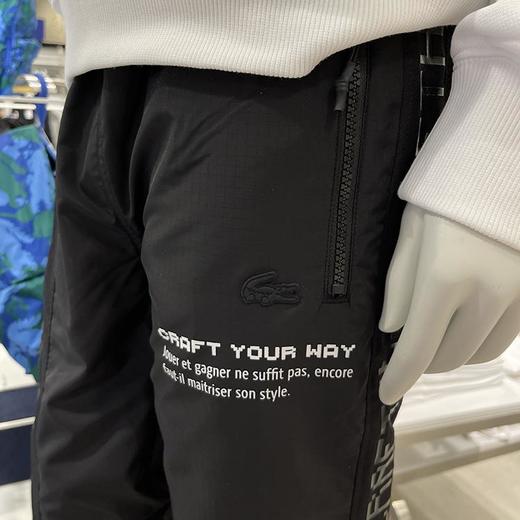 CRAFT YOUR WAY
Jouer et gagner ne suffit pas, encore
faut-il maitriser son style.